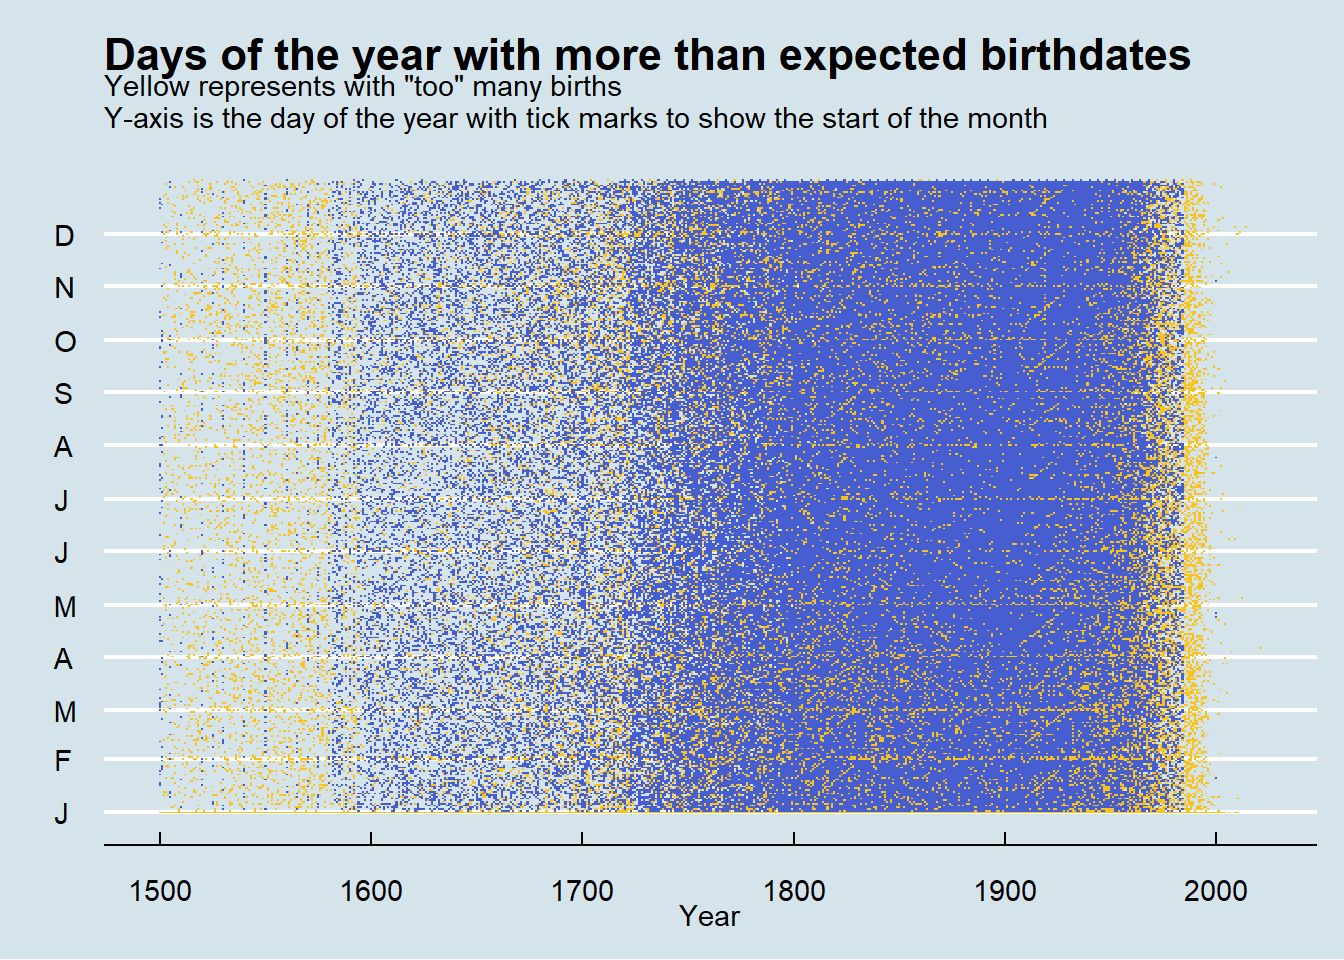 Days of the year with more than expected birthdates
Yellow represents with "too" many births
Y-axis is the day of the year with tick marks to show the start of the month
D
N
O
S
A
J
J
M
A
M
F
J
1500 1600 1700 1800 1900 2000
Year